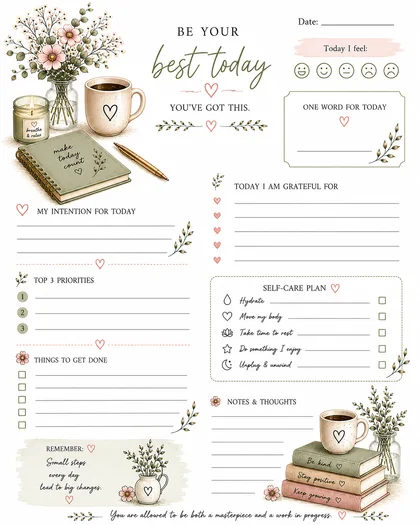 BE YOUR
best today
YOU'VE GOT THIS.
Date:
Today I feel:
ONE WORD FOR TODAY
breathe
& relax
make
today
count
MY INTENTION FOR TODAY
TODAY I AM GRATEFUL FOR
TOP 3 PRIORITIES
1
2
3
SELF-CARE PLAN
Hydrate
Move my body
Take time to rest
Do something I enjoy
Unplug & unwind
THINGS TO GET DONE
NOTES & THOUGHTS
REMEMBER:
Small steps
every day
lead to big changes.
Be kind
Stay positive
Keep growing
You are allowed to be both a masterpiece and a work in progress.